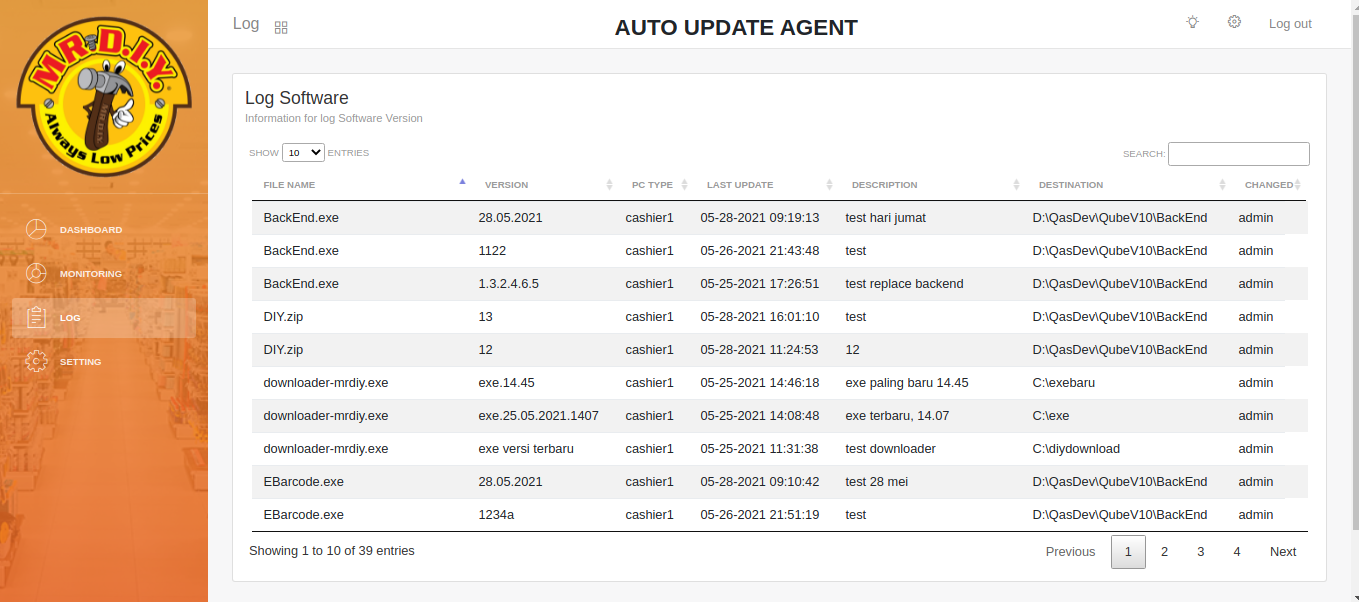 MR. D.I.Y.
Always Low Prices
DASHBOARD
MONITORING
LOG
SETTING
Log
AUTO UPDATE AGENT
Log out
Log Software
Information for log Software Version
SHOW 10 ENTRIES
SEARCH:
FILE NAME VERSION PC TYPE LAST UPDATE DESCRIPTION DESTINATION CHANGED
BackEnd.exe 28.05.2021 cashier1 05-28-2021 09:19:13 test hari jumat D:\QasDev\QubeV10\BackEnd admin
BackEnd.exe 1122 cashier1 05-26-2021 21:43:48 test D:\QasDev\QubeV10\BackEnd admin
BackEnd.exe 1.3.2.4.6.5 cashier1 05-25-2021 17:26:51 test replace backend D:\QasDev\QubeV10\BackEnd admin
DIY.zip 13 cashier1 05-28-2021 16:01:10 test D:\QasDev\QubeV10\BackEnd admin
DIY.zip 12 cashier1 05-28-2021 11:24:53 12 D:\QasDev\QubeV10\BackEnd admin
downloader-mrdiy.exe exe.14.45 cashier1 05-25-2021 14:46:18 exe paling baru 14.45 C:\exebaru admin
downloader-mrdiy.exe exe.25.05.2021.1407 cashier1 05-25-2021 14:08:48 exe terbaru, 14.07 C:\exe admin
downloader-mrdiy.exe exe versi terbaru cashier1 05-25-2021 11:31:38 test downloader C:\diydownload admin
EBarcode.exe 28.05.2021 cashier1 05-28-2021 09:10:42 test 28 mei D:\QasDev\QubeV10\BackEnd admin
EBarcode.exe 1234a cashier1 05-26-2021 21:51:19 test D:\QasDev\QubeV10\BackEnd admin
Showing 1 to 10 of 39 entries
Previous 1 2 3 4 Next